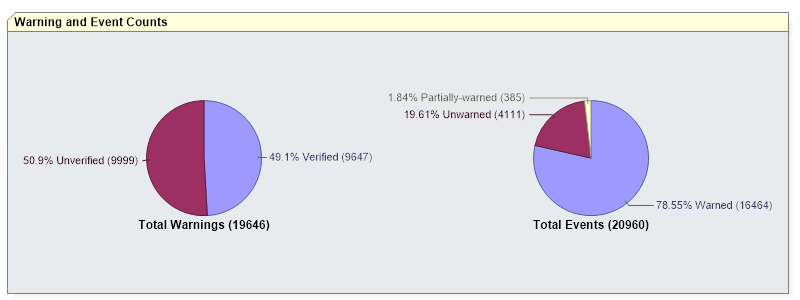 Warning and Event Counts
50.9% Unverified (9999)
49.1% Verified (9647)
Total Warnings (19646)
1.84% Partially-warned (385)
19.61% Unwarned (4111)
78.55% Warned (16464)
Total Events (20960)